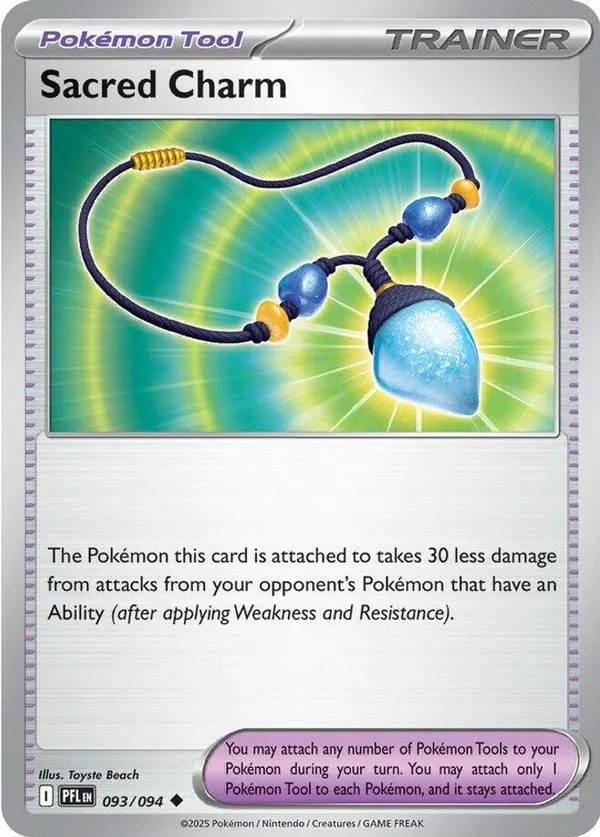 Pokémon Tool
TRAINER
Sacred Charm
The Pokémon this card is attached to takes 30 less damage
from attacks from your opponent's Pokémon that have an
Ability (after applying Weakness and Resistance).
You may attach any number of Pokémon Tools to your
Pokémon during your turn. You may attach only 1
Pokémon Tool to each Pokémon, and it stays attached.
Illus. Toyste Beach
I PFL EN 093/094
©2025 Pokémon / Nintendo / Creatures / GAME FREAK